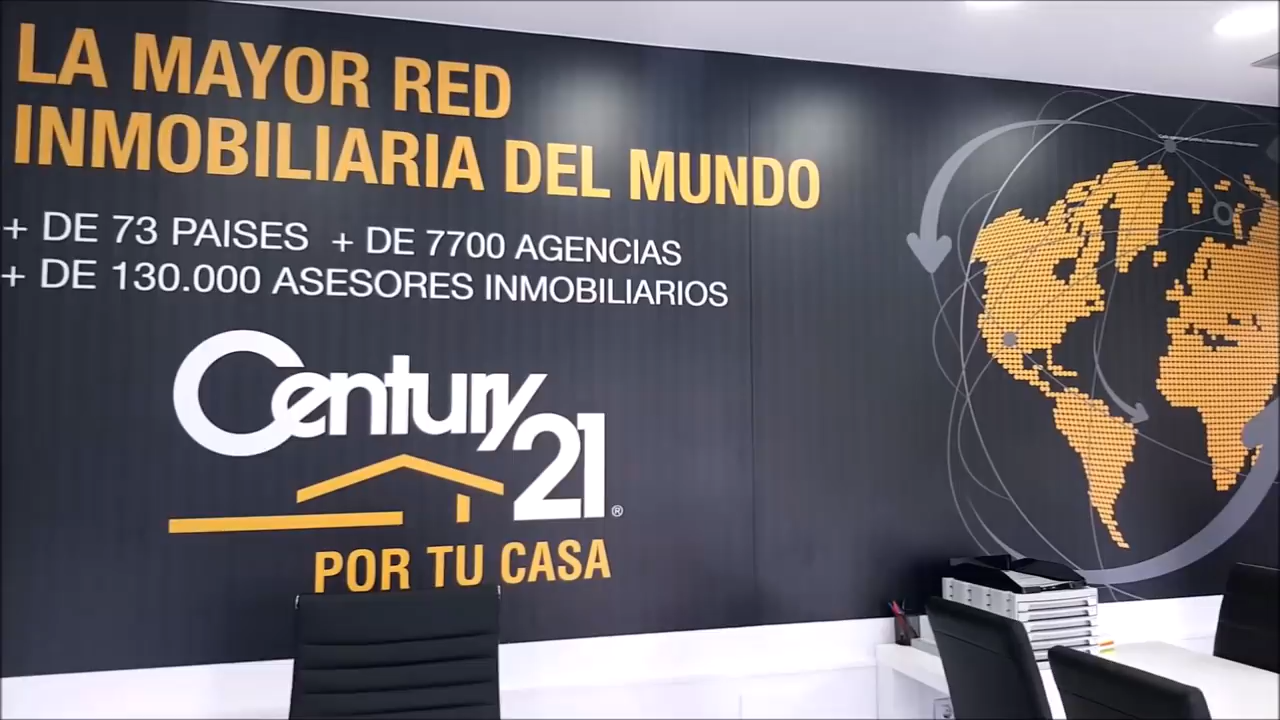 LA MAYOR RED
INMOBILIARIA DEL MUNDO
+ DE 73 PAISES + DE 7700 AGENCIAS
+ DE 130.000 ASESORES INMOBILIARIOS
Century
21®
POR TU CASA